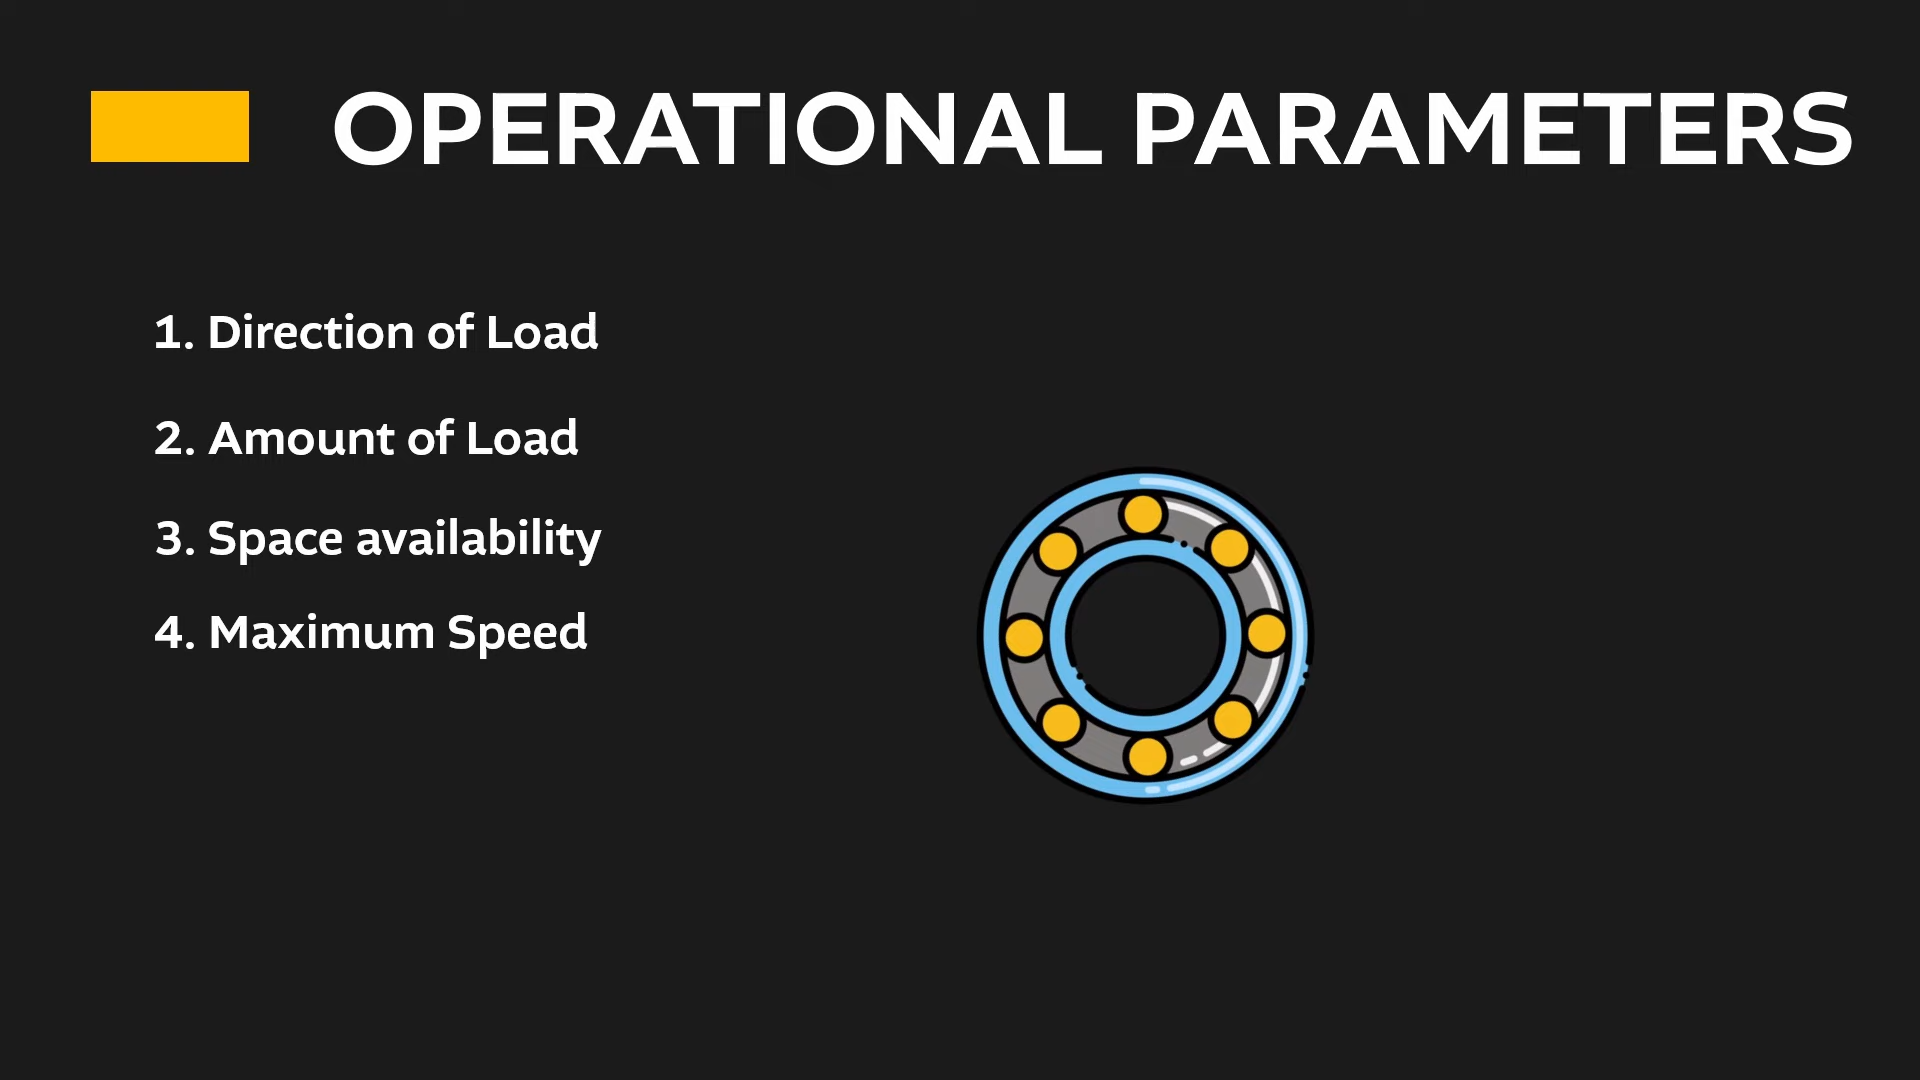 OPERATIONAL PARAMETERS
1. Direction of Load
2. Amount of Load
3. Space availability
4. Maximum Speed